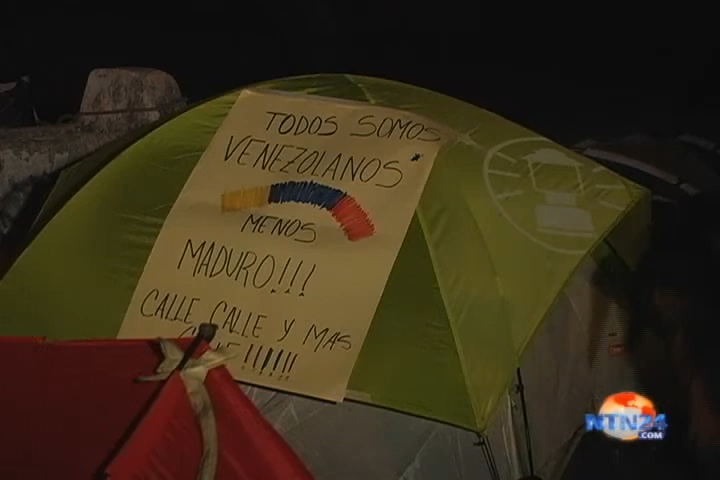 TODOS SOMOS
VENEZOLANOS*
MENOS
MADURO!!!
CALLE CALLE Y MAS
!!!!!!
NTN24
.COM